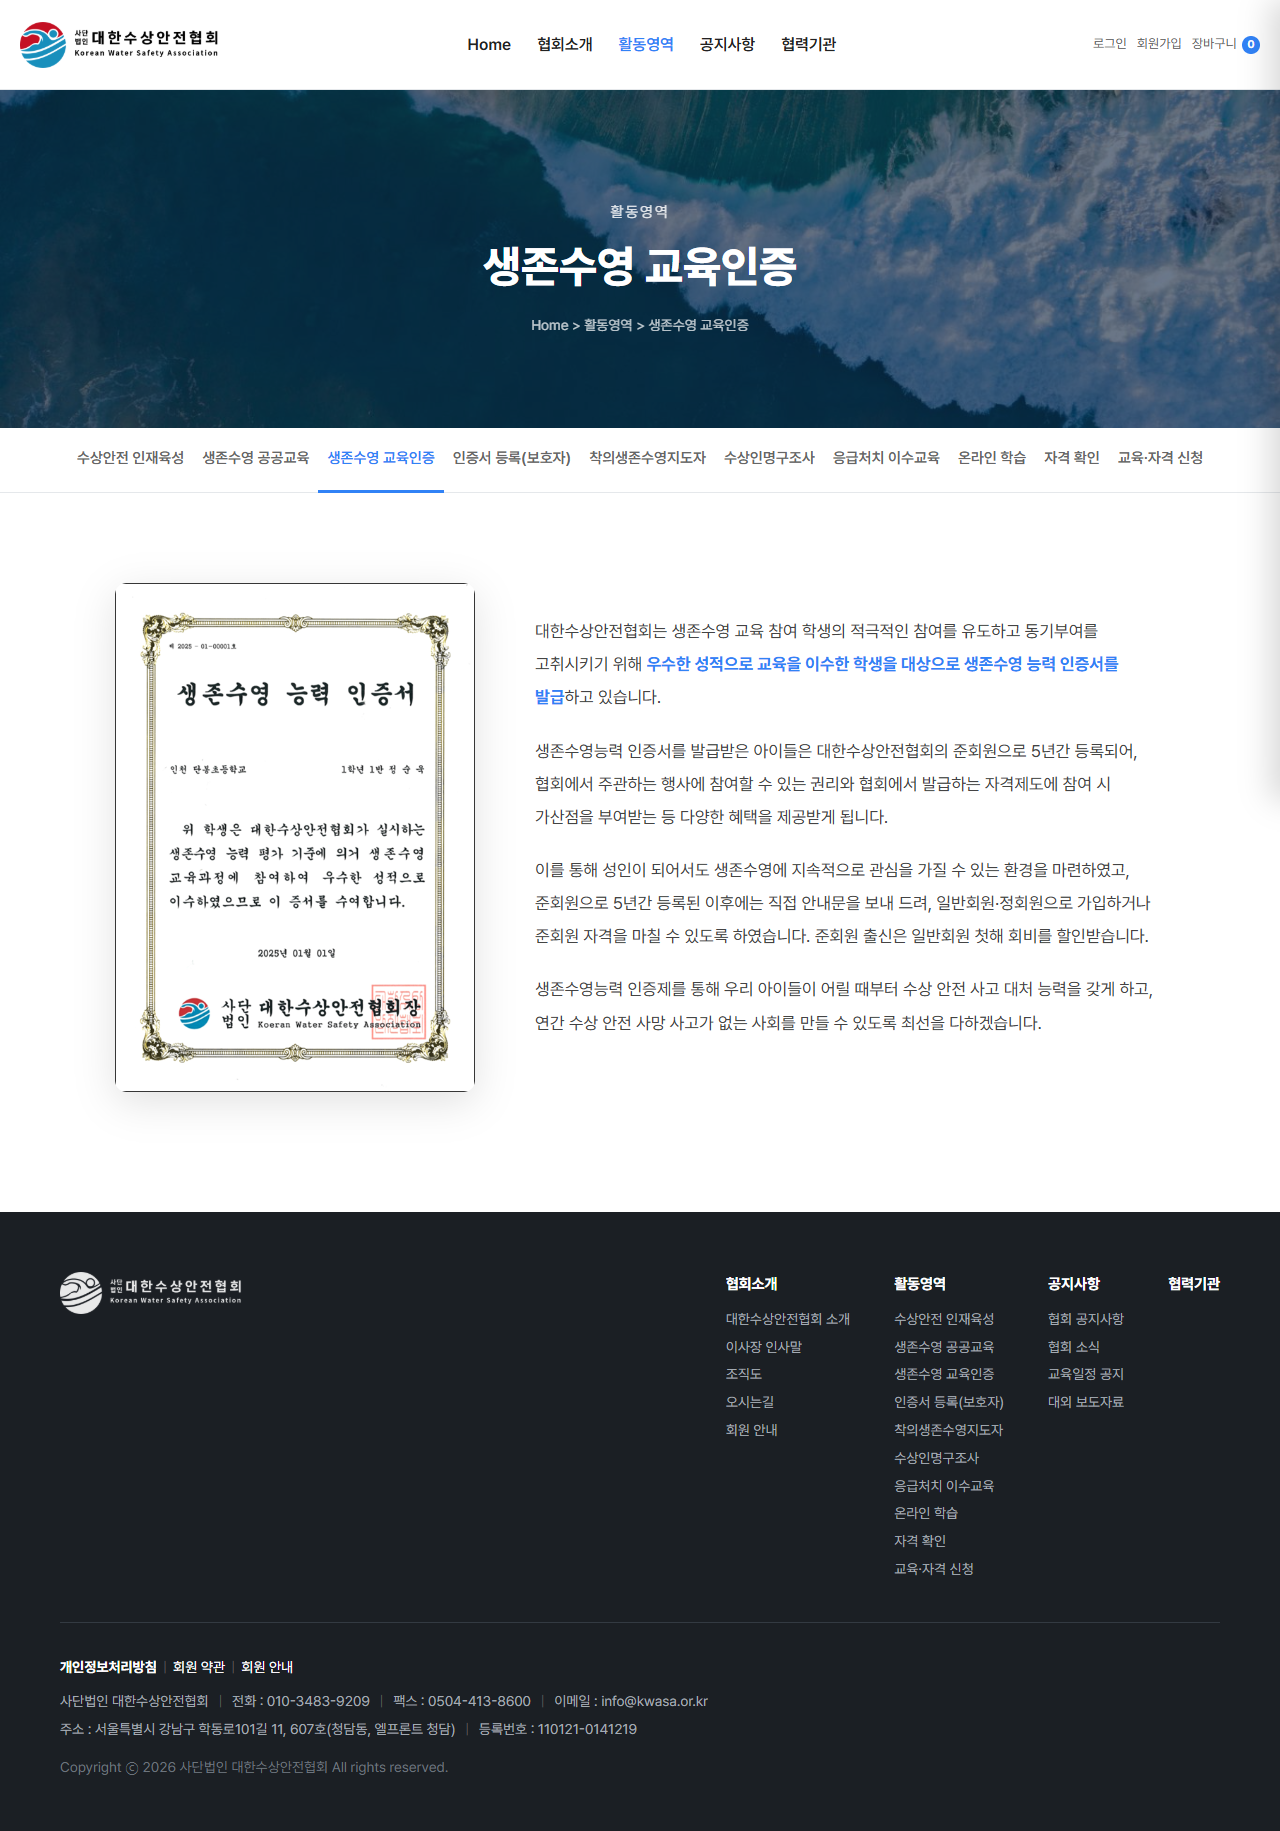 사단
법인 대한수상안전협회
Korean Water Safety Association
Home 협회소개 활동영역 공지사항 협력기관
로그인 회원가입 장바구니 0
활동영역
생존수영 교육인증
Home > 활동영역 > 생존수영 교육인증
수상안전 인재육성 생존수영 공공교육 생존수영 교육인증 인증서 등록(보호자) 착의생존수영지도자 수상인명구조사 응급처치 이수교육 온라인 학습 자격 확인 교육·자격 신청
제 2025 - 01-00001호
생존수영 능력 인증서
인천 단봉초등학교 1학년 1반 정 순 욱
위 학생은 대한수상안전협회가 실시하는
생존수영 능력 평가 기준에 의거 생존수영
교육과정에 참여하여 우수한 성적으로
이수하였으므로 이 증서를 수여합니다.
2025년 01월 01일
사단
법인 대한수상안전협회장
Koeran Water Safety Association
대한수상안전협회는 생존수영 교육 참여 학생의 적극적인 참여를 유도하고 동기부여를
고취시키기 위해 우수한 성적으로 교육을 이수한 학생을 대상으로 생존수영 능력 인증서를
발급하고 있습니다.
생존수영능력 인증서를 발급받은 아이들은 대한수상안전협회의 준회원으로 5년간 등록되어,
협회에서 주관하는 행사에 참여할 수 있는 권리와 협회에서 발급하는 자격제도에 참여 시
가산점을 부여받는 등 다양한 혜택을 제공받게 됩니다.
이를 통해 성인이 되어서도 생존수영에 지속적으로 관심을 가질 수 있는 환경을 마련하였고,
준회원으로 5년간 등록된 이후에는 직접 안내문을 보내 드려, 일반회원·정회원으로 가입하거나
준회원 자격을 마칠 수 있도록 하였습니다. 준회원 출신은 일반회원 첫해 회비를 할인받습니다.
생존수영능력 인증제를 통해 우리 아이들이 어릴 때부터 수상 안전 사고 대처 능력을 갖게 하고,
연간 수상 안전 사망 사고가 없는 사회를 만들 수 있도록 최선을 다하겠습니다.
사단
법인 대한수상안전협회
Korean Water Safety Association
협회소개
대한수상안전협회 소개
이사장 인사말
조직도
오시는길
회원 안내
활동영역
수상안전 인재육성
생존수영 공공교육
생존수영 교육인증
인증서 등록(보호자)
착의생존수영지도자
수상인명구조사
응급처치 이수교육
온라인 학습
자격 확인
교육·자격 신청
공지사항
협회 공지사항
협회 소식
교육일정 공지
대외 보도자료
협력기관
개인정보처리방침 | 회원 약관 | 회원 안내
사단법인 대한수상안전협회 | 전화 : 010-3483-9209 | 팩스 : 0504-413-8600 | 이메일 : info@kwasa.or.kr
주소 : 서울특별시 강남구 학동로101길 11, 607호(청담동, 엘프론트 청담) | 등록번호 : 110121-0141219
Copyright ⓒ 2026 사단법인 대한수상안전협회 All rights reserved.